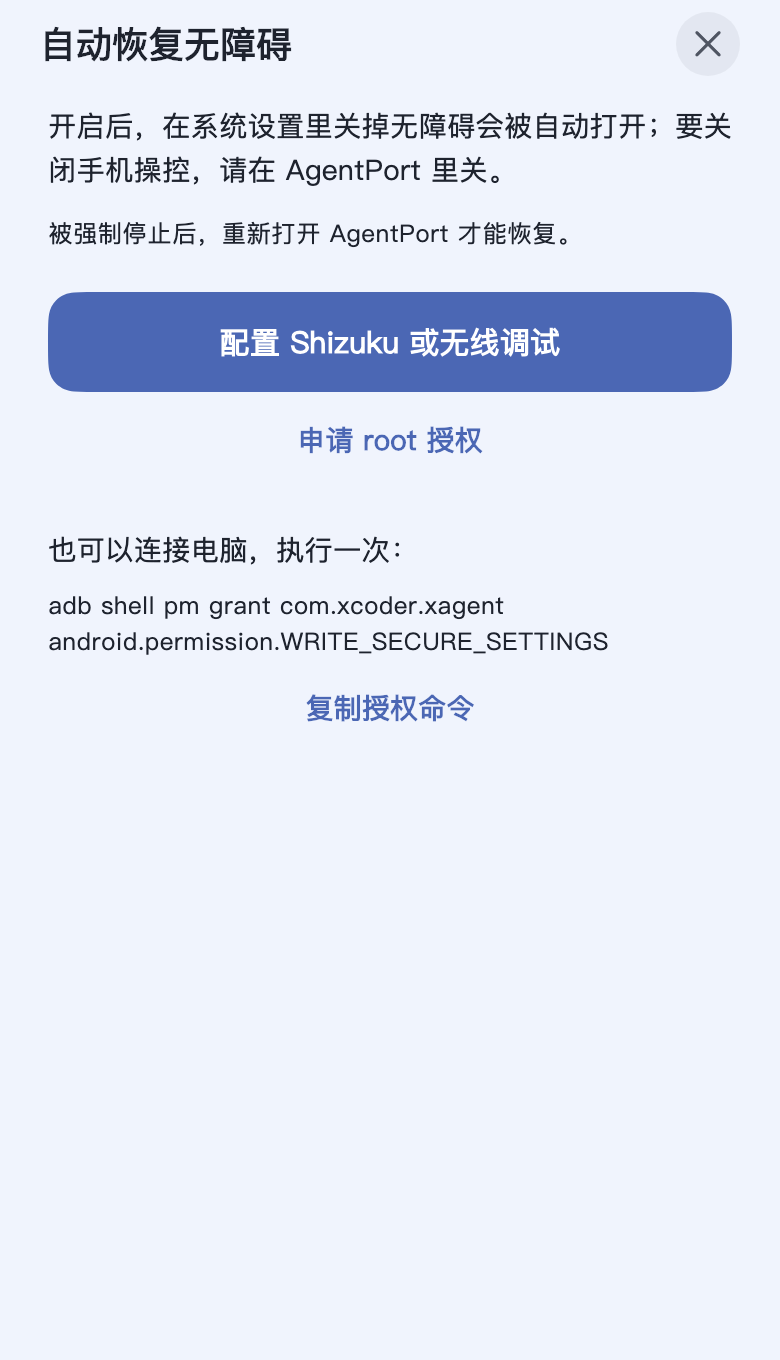 自动恢复无障碍
开启后，在系统设置里关掉无障碍会被自动打开；要关
闭手机操控，请在 AgentPort 里关。
被强制停止后，重新打开 AgentPort 才能恢复。
配置 Shizuku 或无线调试
申请 root 授权
也可以连接电脑，执行一次：
adb shell pm grant com.xcoder.xagent
android.permission.WRITE_SECURE_SETTINGS
复制授权命令